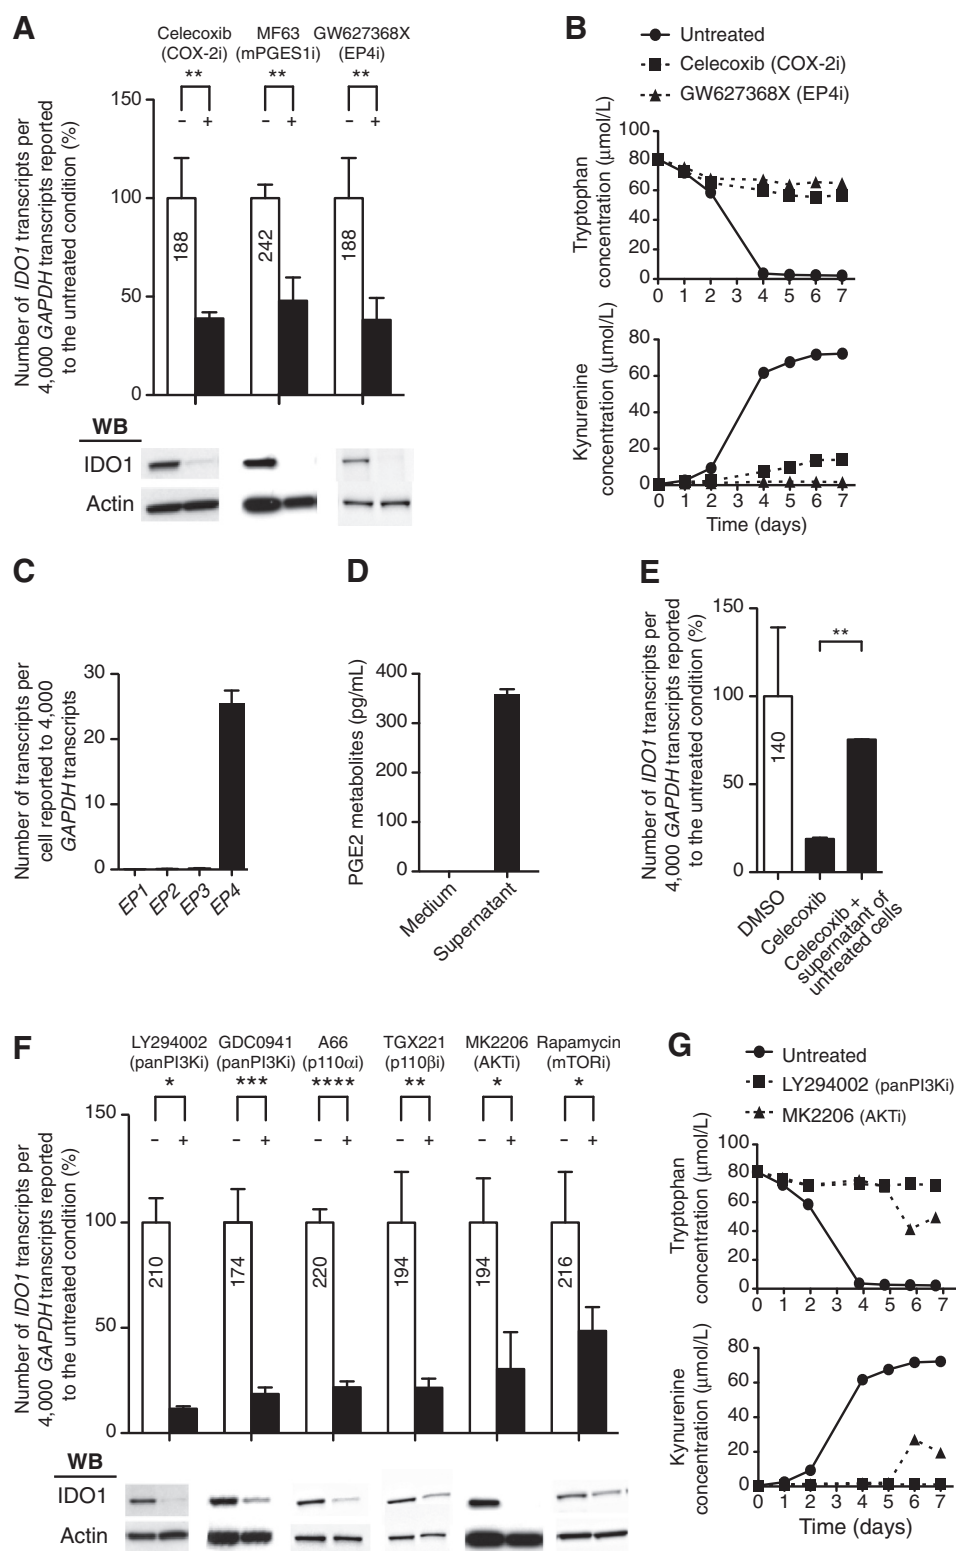 A
Celecoxib MF63 GW627368X
(COX-2i) (mPGES1i) (EP4i)
** ** **
- + - + - +
Number of IDO1 transcripts per
4,000 GAPDH transcripts reported
to the untreated condition (%)
150
100
50
0
188 242 188
WB
IDO1
Actin
B
Untreated
Celecoxib (COX-2i)
GW627368X (EP4i)
Tryptophan
concentration (μmol/L)
100
80
60
40
20
0
0 1 2 3 4 5 6 7
Kynurenine
concentration (μmol/L)
80
60
40
20
0
0 1 2 3 4 5 6 7
Time (days)
C
Number of transcripts per
cell reported to 4,000
GAPDH transcripts
30
20
10
0
EP1 EP2 EP3 EP4
D
PGE2 metabolites (pg/mL)
400
300
200
100
0
Medium
Supernatant
E
Number of IDO1 transcripts per
4,000 GAPDH transcripts reported
to the untreated condition (%)
150
100
50
0
**
140
DMSO
Celecoxib
Celecoxib +
supernatant of
untreated cells
F
LY294002 GDC0941 A66 TGX221 MK2206 Rapamycin
(panPI3Ki) (panPI3Ki) (p110αi) (p110βi) (AKTi) (mTORi)
* *** **** ** * *
- + - + - + - + - + - +
Number of IDO1 transcripts per
4,000 GAPDH transcripts reported
to the untreated condition (%)
150
100
50
0
210 174 220 194 194 216
WB
IDO1
Actin
G
Untreated
LY294002 (panPI3Ki)
MK2206 (AKTi)
Tryptophan
concentration (μmol/L)
100
80
60
40
20
0
0 1 2 3 4 5 6 7
Kynurenine
concentration (μmol/L)
80
60
40
20
0
0 1 2 3 4 5 6 7
Time (days)